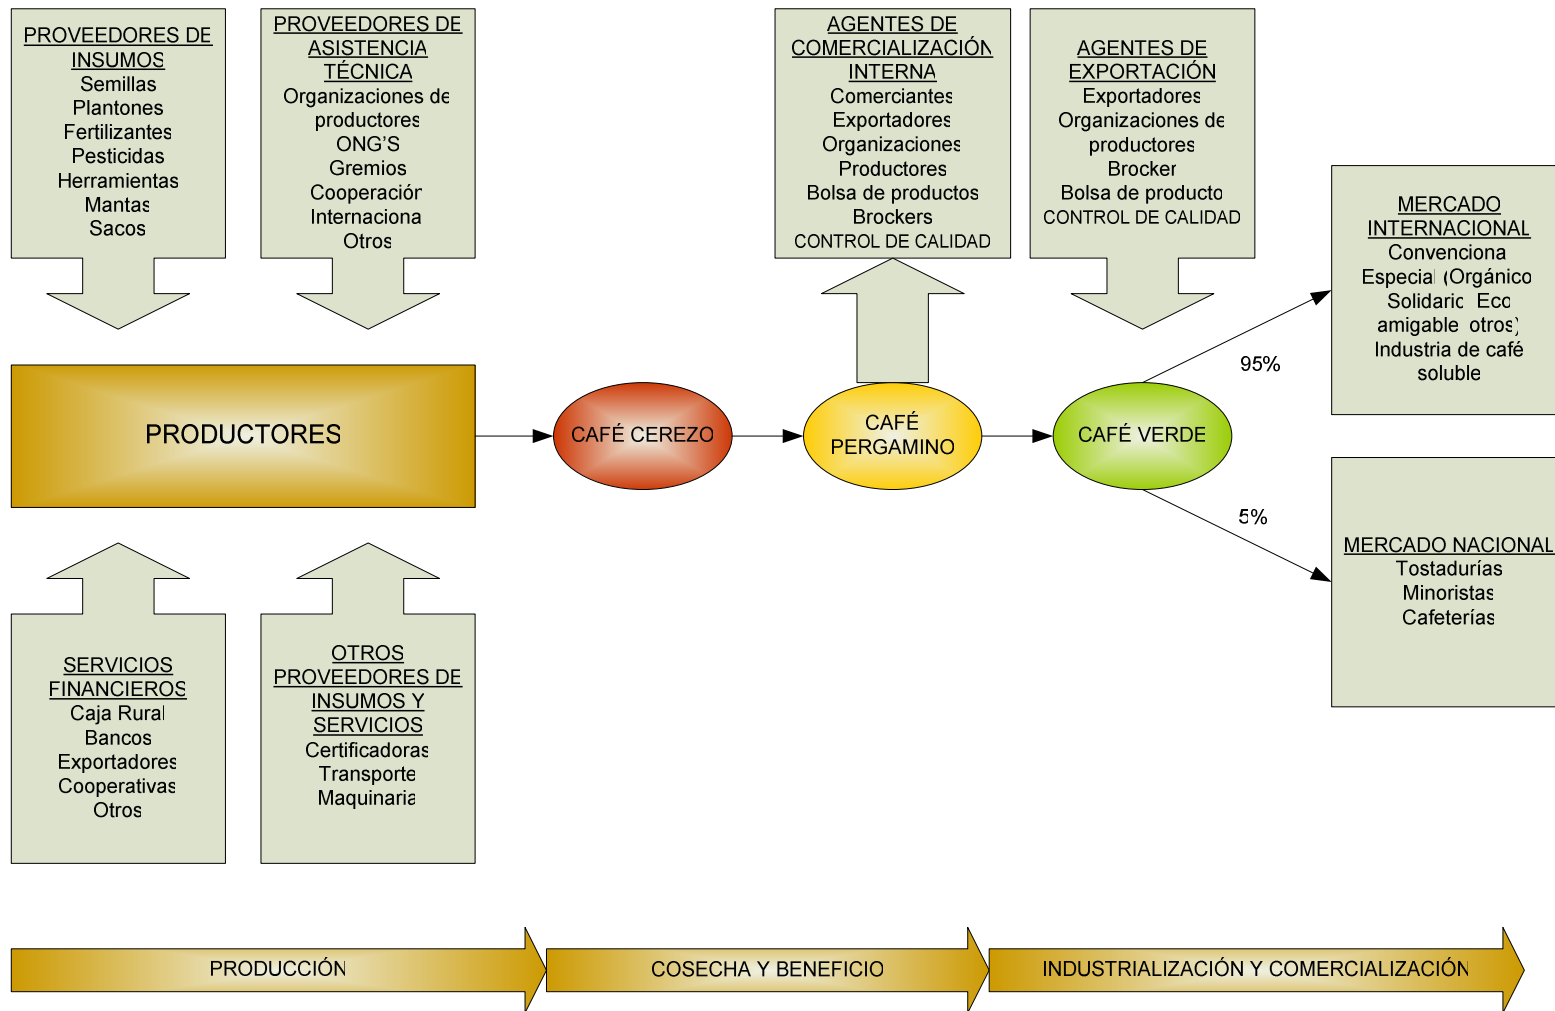 PROVEEDORES DE
INSUMOS
Semillas
Plantones
Fertilizantes
Pesticidas
Herramientas
Mantas
Sacos
PROVEEDORES DE
ASISTENCIA
TÉCNICA
Organizaciones de
productores
ONG'S
Gremios
Cooperación
Internaciona
Otros
AGENTES DE
COMERCIALIZACIÓN
INTERNA
Comerciantes
Exportadores
Organizaciones
Productores
Bolsa de productos
Brockers
CONTROL DE CALIDAD
AGENTES DE
EXPORTACIÓN
Exportadores
Organizaciones de
productores
Brocker
Bolsa de producto
CONTROL DE CALIDAD
MERCADO
INTERNACIONAL
Convenciona
Especial (Orgánico
Solidario Eco
amigable otros)
Industria de café
soluble
95%
PRODUCTORES
CAFÉ CEREZO
CAFÉ
PERGAMINO
CAFÉ VERDE
5%
MERCADO NACIONAL
Tostadurías
Minoristas
Cafeterías
SERVICIOS
FINANCIEROS
Caja Rural
Bancos
Exportadores
Cooperativas
Otros
OTROS
PROVEEDORES DE
INSUMOS Y
SERVICIOS
Certificadoras
Transporte
Maquinaria
PRODUCCIÓN
COSECHA Y BENEFICIO
INDUSTRIALIZACIÓN Y COMERCIALIZACIÓN